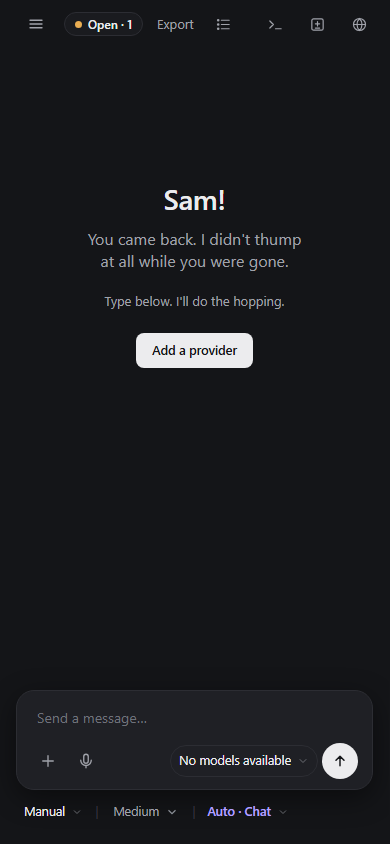 Open · 1
Export
Sam!
You came back. I didn't thump
at all while you were gone.
Type below. I'll do the hopping.
Add a provider
Send a message...
No models available
Manual
Medium
Auto · Chat